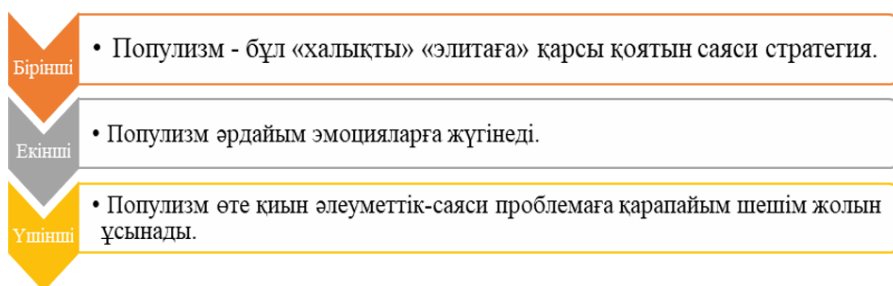 Бірінші
• Популизм - бұл «халықты» «элитаға» қарсы қоятын саяси стратегия.
Екінші
• Популизм әрдайым эмоцияларға жүгінеді.
Үшінші
• Популизм өте қиын әлеуметтік-саяси проблемаға қарапайым шешім жолын
ұсынады.